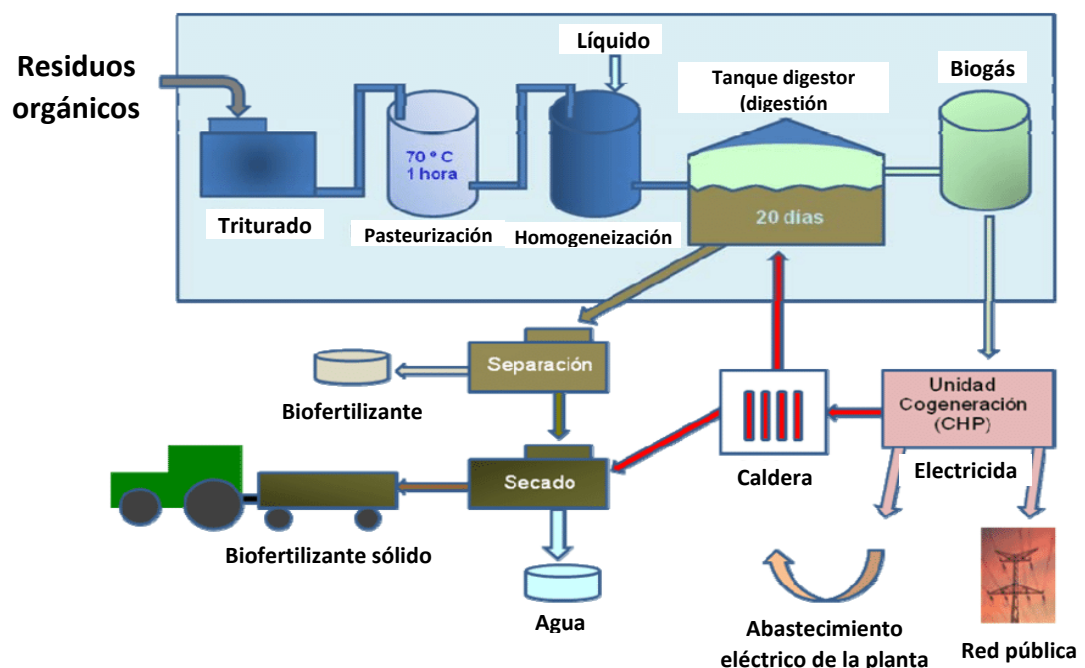 Residuos
orgánicos
Líquido
Tanque digestor
(digestión
Biogás
70 º C
1 hora
20 días
Triturado
Pasteurización
Homogeneización
Separación
Biofertilizante
Unidad
Cogeneración
(CHP)
Caldera
Electricida
Secado
Biofertilizante sólido
Agua
Abastecimiento
eléctrico de la planta
Red pública